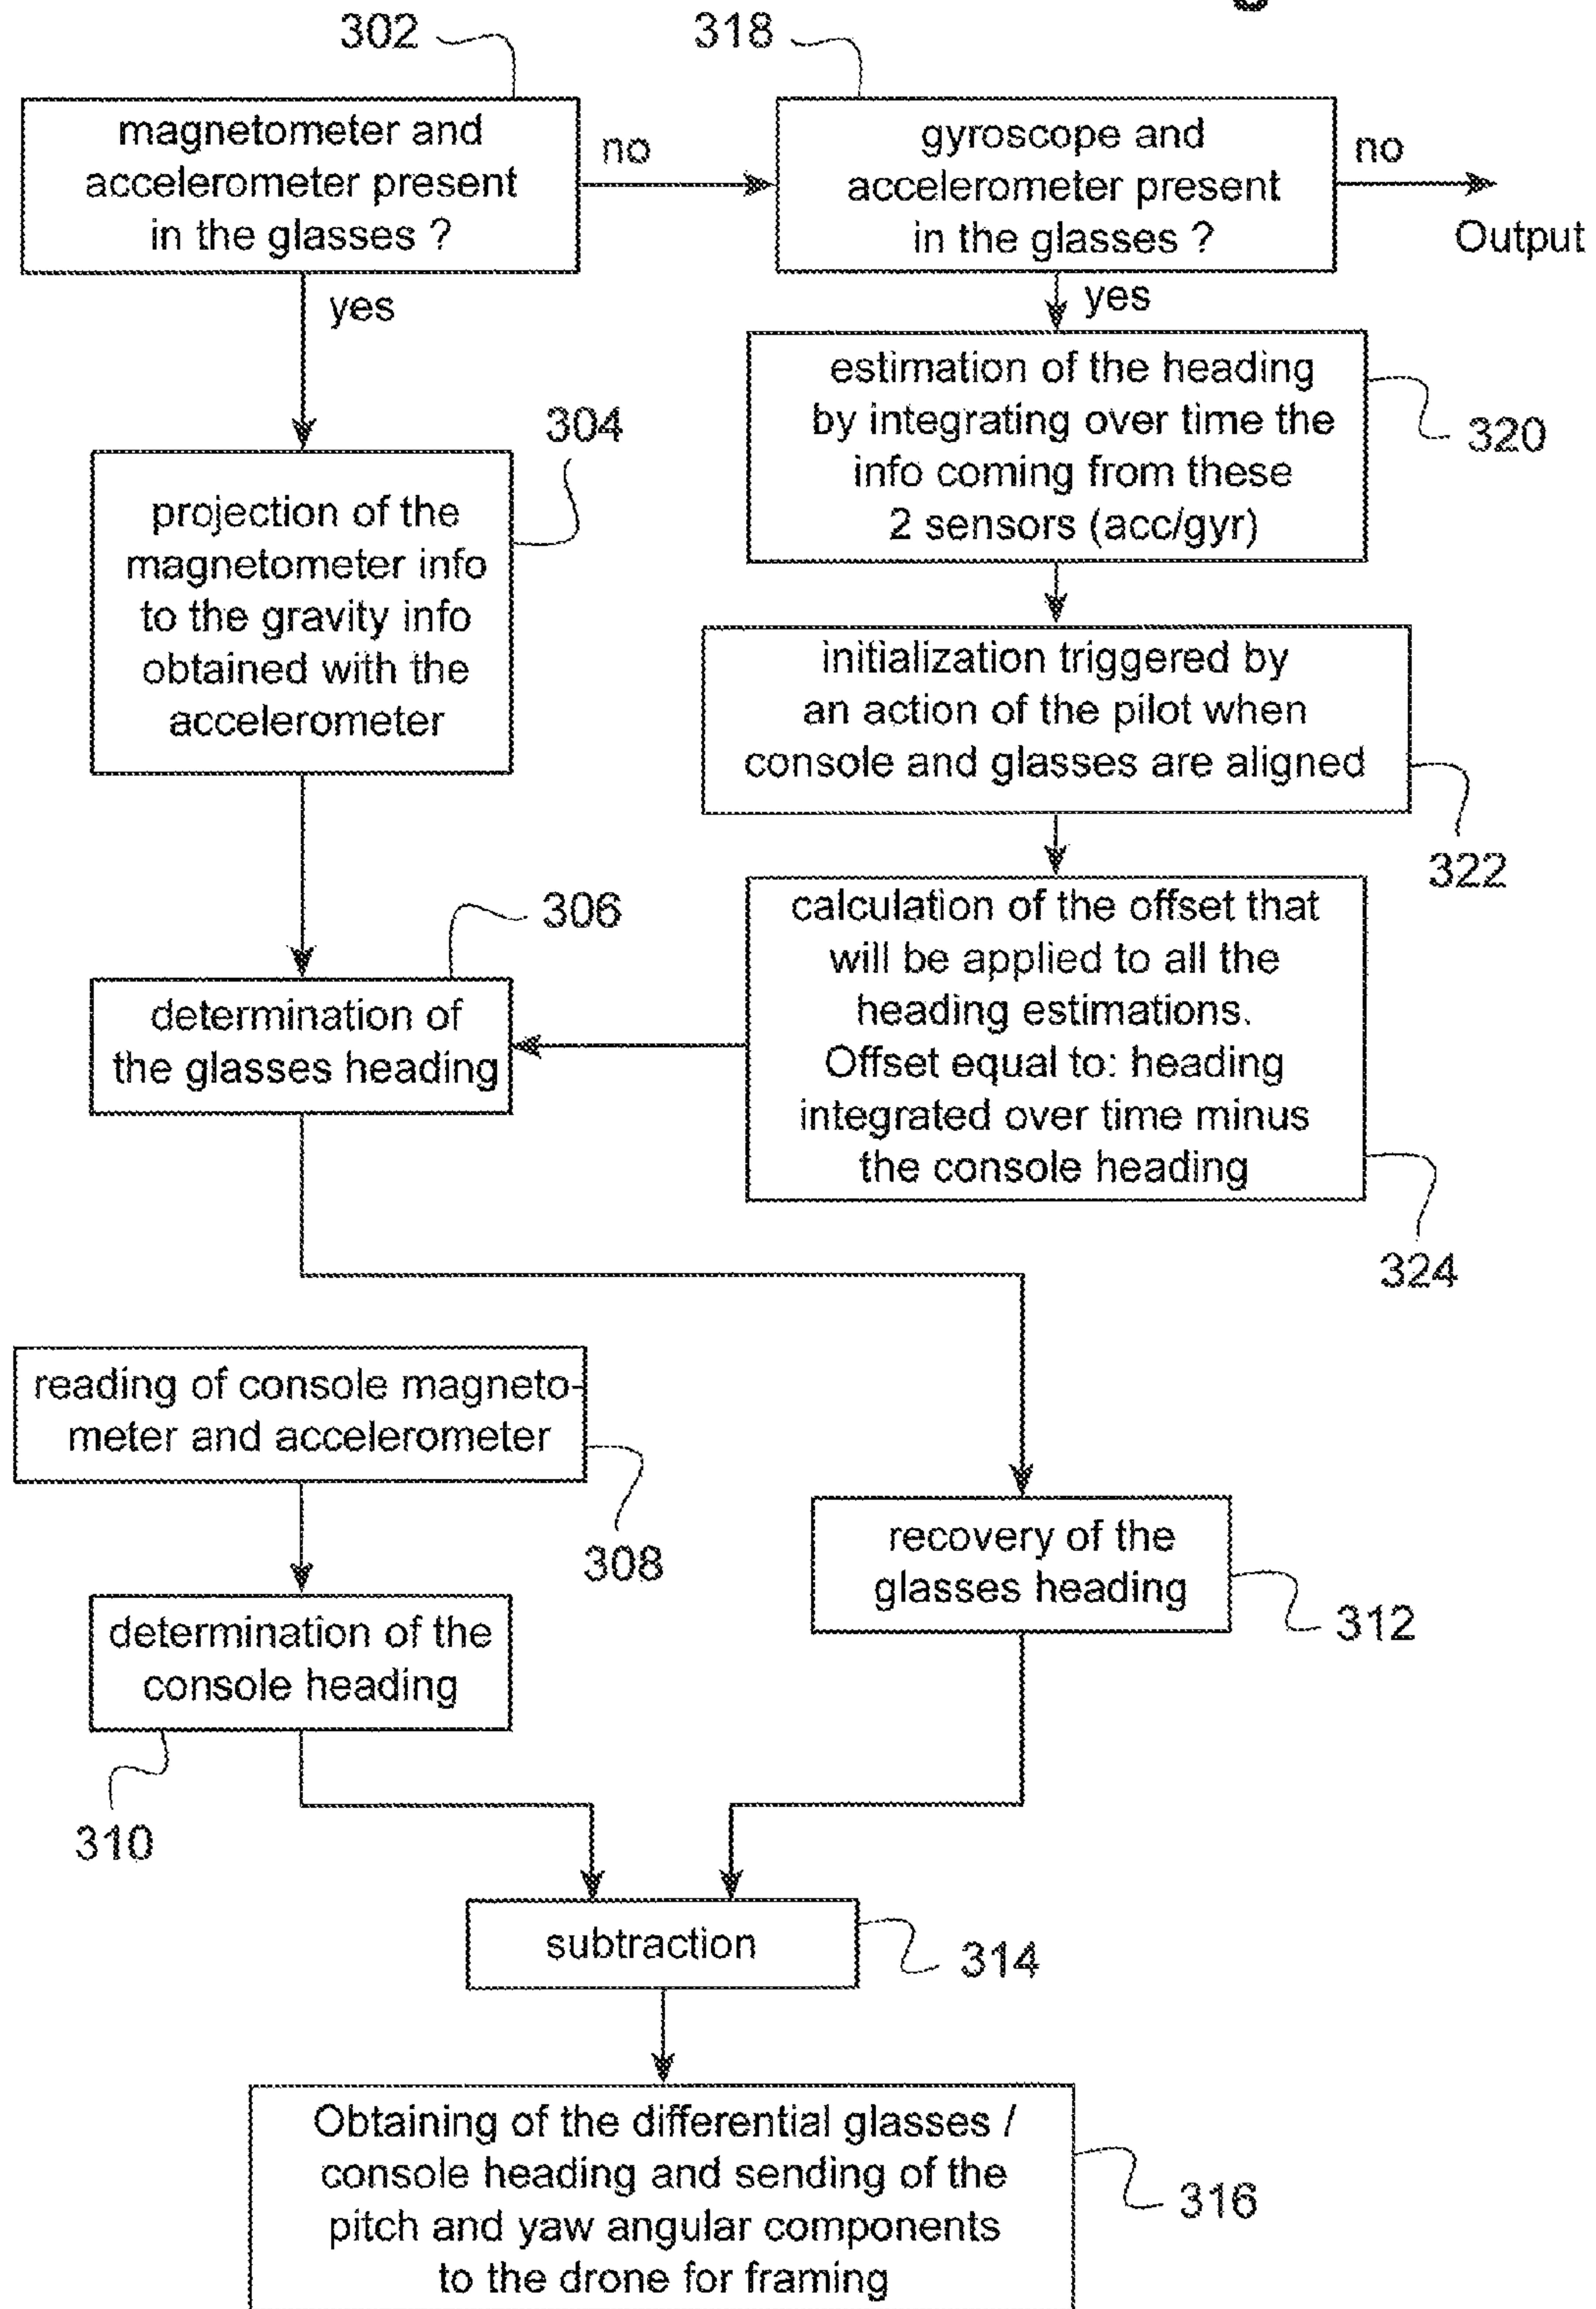 302
318
magnetometer and
accelerometer present
in the glasses ?
no
gyroscope and
accelerometer present
in the glasses ?
no
Output
yes
yes
304
projection of the
magnetometer info
to the gravity info
obtained with the
accelerometer
estimation of the heading
by integrating over time the
info coming from these
2 sensors (acc/gyr)
320
initialization triggered by
an action of the pilot when
console and glasses are aligned
322
306
determination of
the glasses heading
calculation of the offset that
will be applied to all the
heading estimations.
Offset equal to: heading
integrated over time minus
the console heading
324
reading of console magneto-
meter and accelerometer
308
recovery of the
glasses heading
312
determination of the
console heading
310
subtraction
314
Obtaining of the differential glasses /
console heading and sending of the
pitch and yaw angular components
to the drone for framing
316